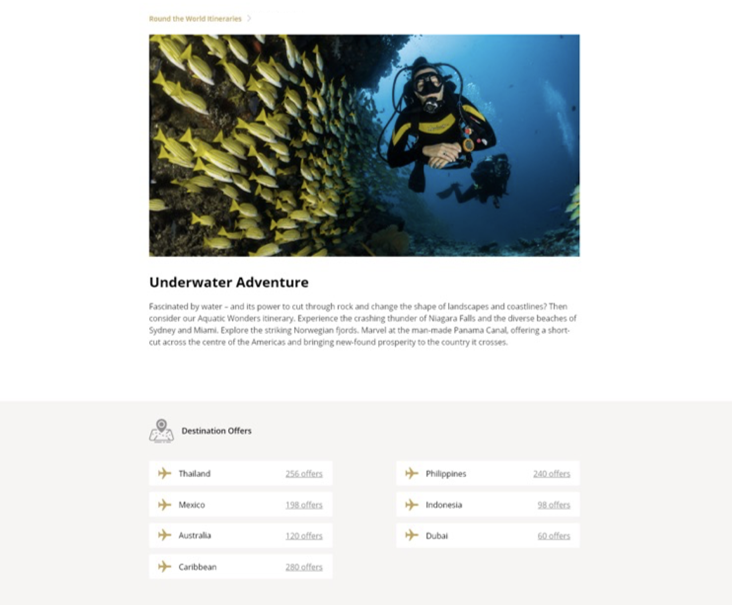 Round the World itineraries
Underwater Adventure
Fascinated by water – and its power to cut through rock and change the shape of landscapes and coastlines? Then
consider our Aquatic Wonders itinerary. Experience the crashing thunder of Niagara Falls and the diverse beaches of
Sydney and Miami. Explore the striking Norwegian fjords. Marvel at the man-made Panama Canal, offering a short-
cut across the centre of the Americas and bringing new-found prosperity to the country it crosses.
Destination Offers
Thailand 256 offers
Philippines 240 offers
Mexico 198 offers
Indonesia 98 offers
Australia 120 offers
Dubai 60 offers
Caribbean 280 offers